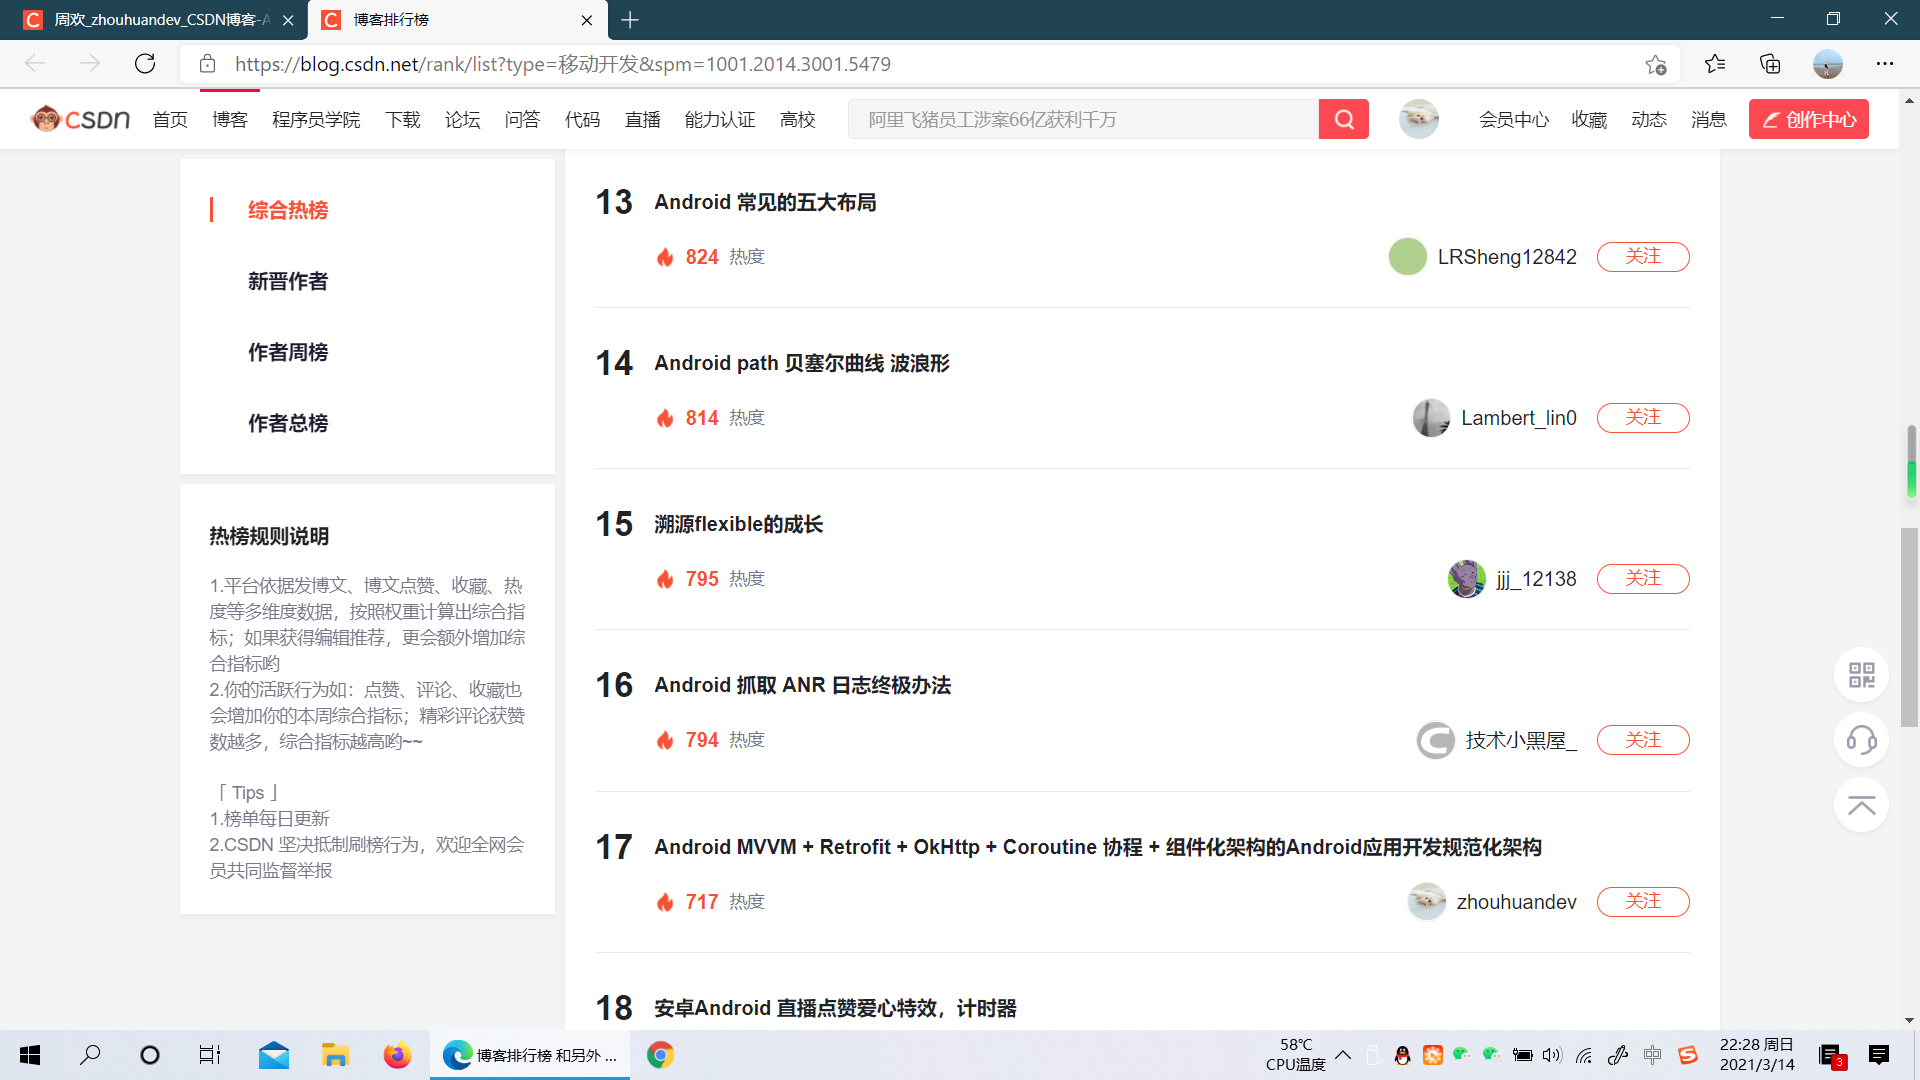 周欢_zhouhuandev_CSDN博客-A
博客排行榜
https://blog.csdn.net/rank/list?type=移动开发&spm=1001.2014.3001.5479
CSDN 首页 博客 程序员学院 下载 论坛 问答 代码 直播 能力认证 高校
阿里飞猪员工涉案66亿获利千万
会员中心 收藏 动态 消息 创作中心
综合热榜
新晋作者
作者周榜
作者总榜
热榜规则说明
1.平台依据发博文、博文点赞、收藏、热
度等多维度数据，按照权重计算出综合指
标；如果获得编辑推荐，更会额外增加综
合指标哟
2.你的活跃行为如：点赞、评论、收藏也
会增加你的本周综合指标；精彩评论获赞
数越多，综合指标越高哟~~
「 Tips 」
1.榜单每日更新
2.CSDN 坚决抵制刷榜行为，欢迎全网会
员共同监督举报
13 Android 常见的五大布局
824 热度 LRSheng12842 关注
14 Android path 贝塞尔曲线 波浪形
814 热度 Lambert_lin0 关注
15 溯源flexible的成长
795 热度 jjj_12138 关注
16 Android 抓取 ANR 日志终极办法
794 热度 技术小黑屋_ 关注
17 Android MVVM + Retrofit + OkHttp + Coroutine 协程 + 组件化架构的Android应用开发规范化架构
717 热度 zhouhuandev 关注
18 安卓Android 直播点赞爱心特效，计时器
博客排行榜 和另外 ...
58℃
CPU温度
中
22:28 周日
2021/3/14
3